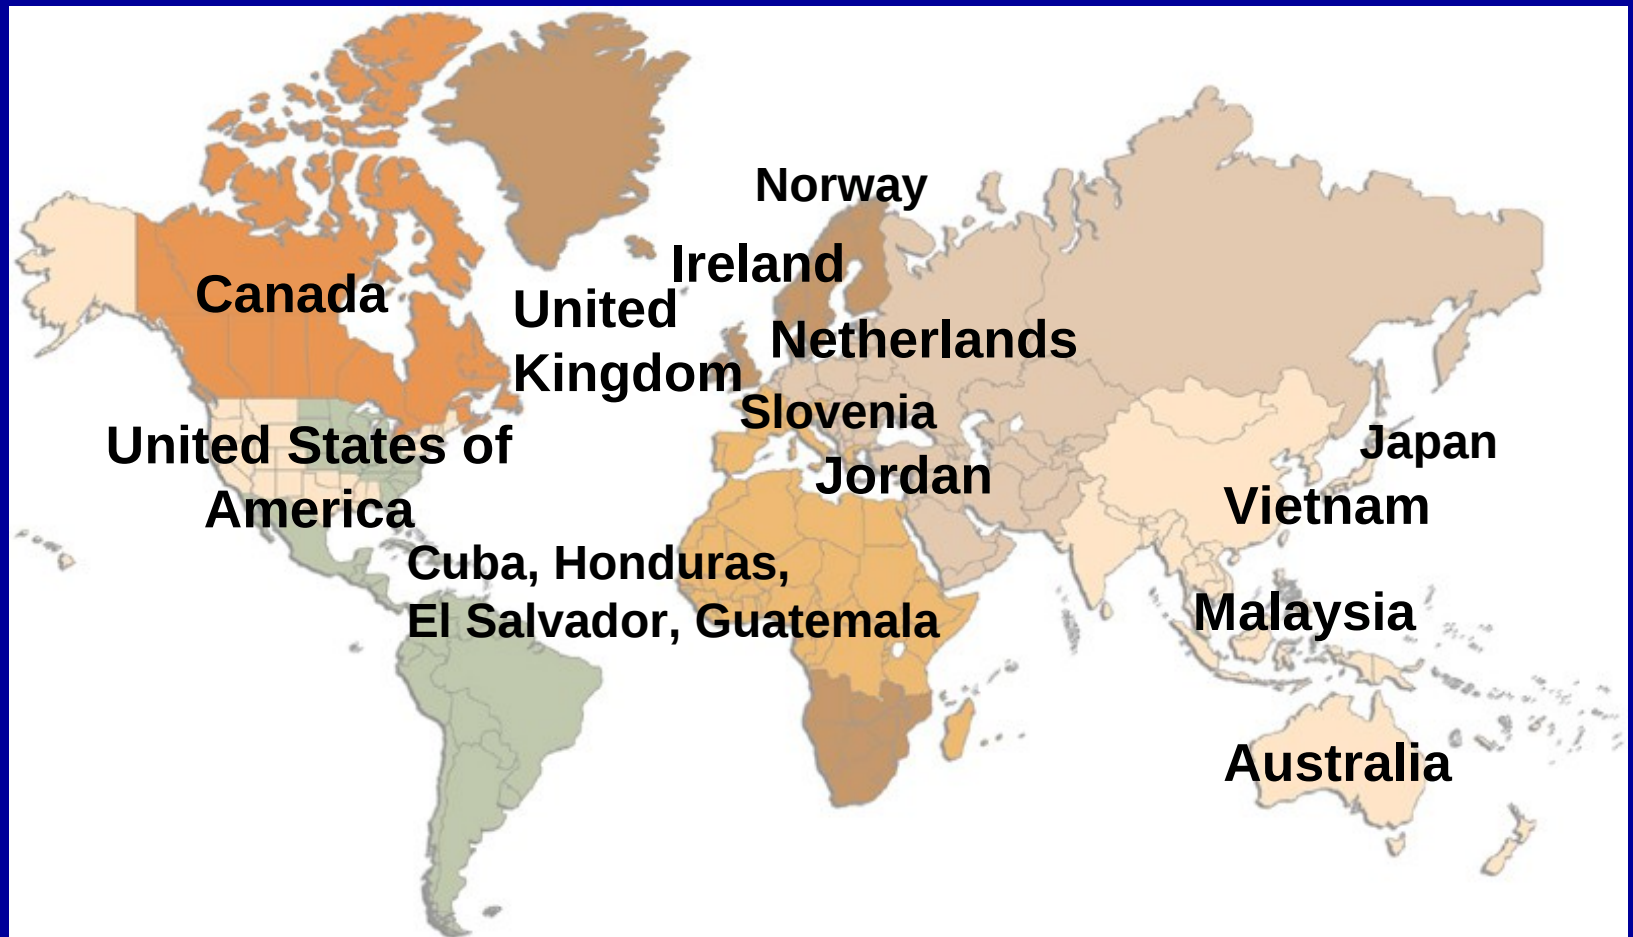 Norway
Ireland
Canada
United
Kingdom
Netherlands
Slovenia
United States of
America
Jordan
Japan
Vietnam
Cuba, Honduras,
El Salvador, Guatemala
Malaysia
Australia